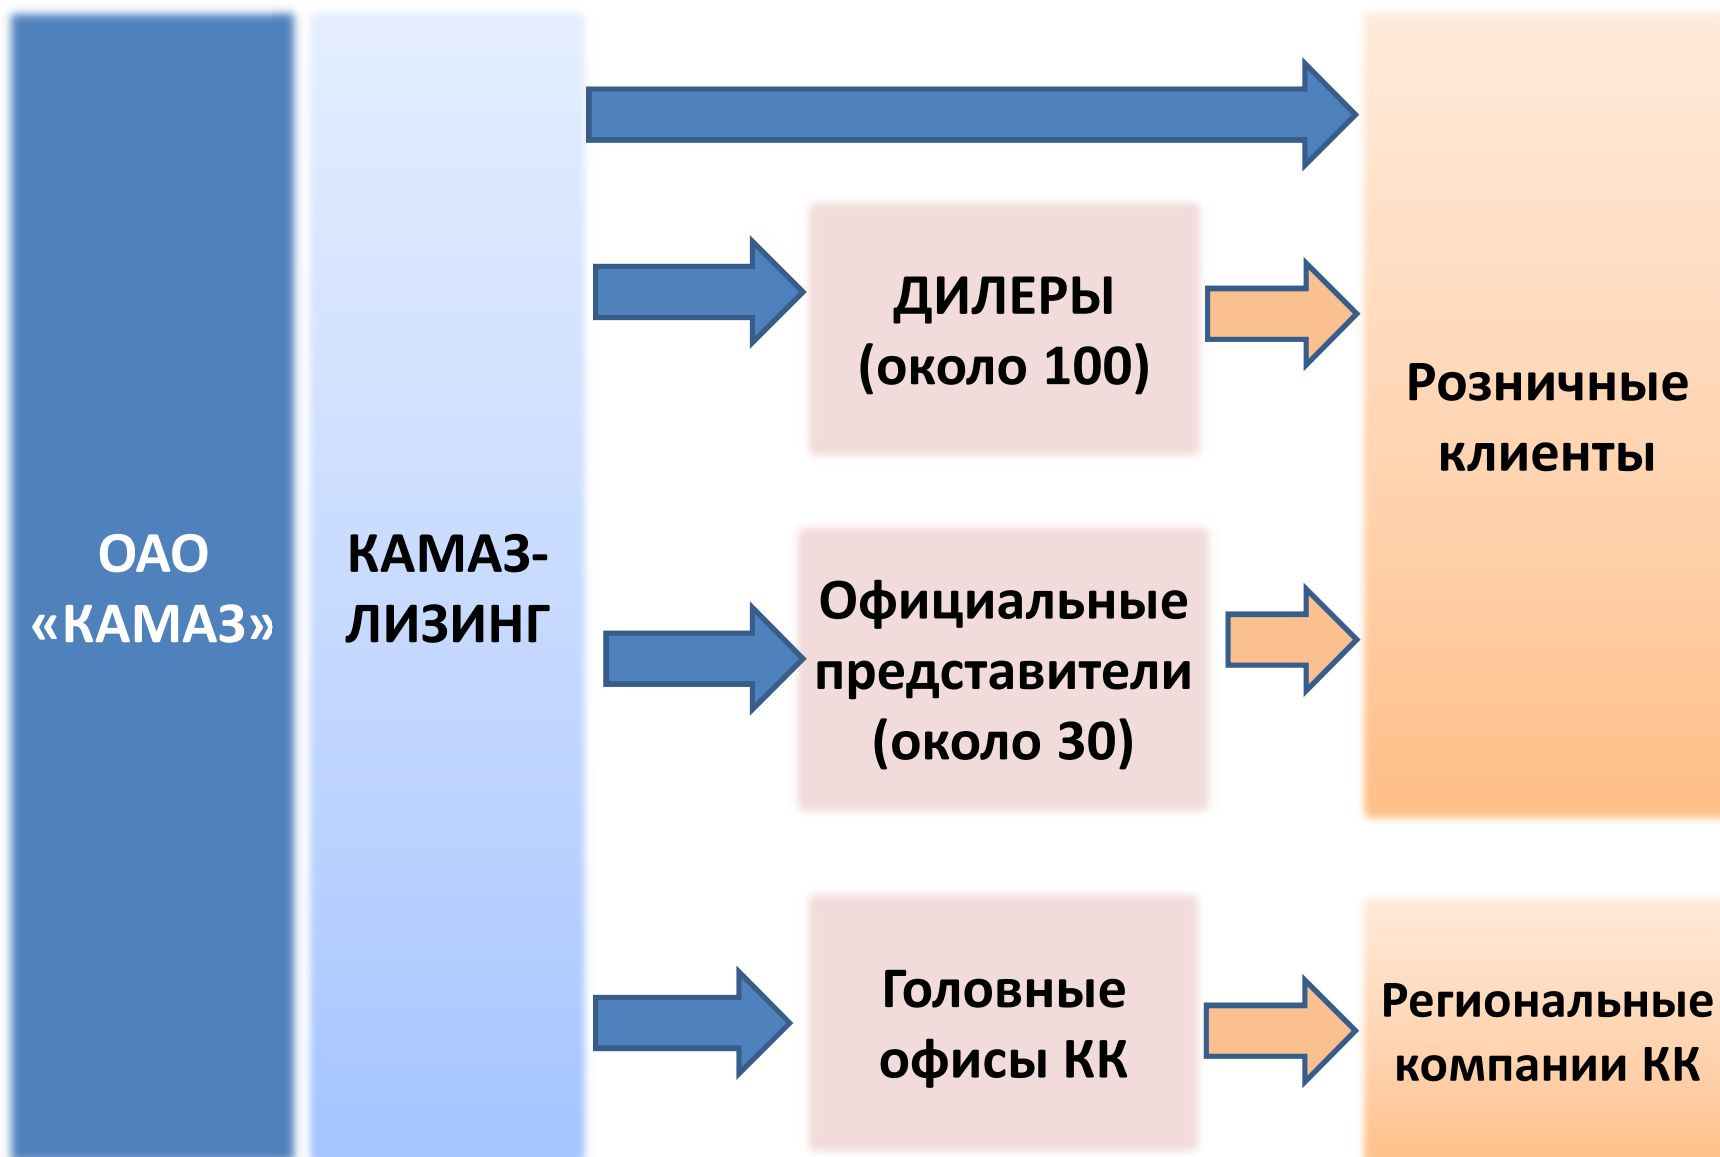 ОАО
«КАМАЗ»
КАМАЗ-
ЛИЗИНГ
ДИЛЕРЫ
(около 100)
Официальные
представители
(около 30)
Головные
офисы КК
Розничные
клиенты
Региональные
компании КК